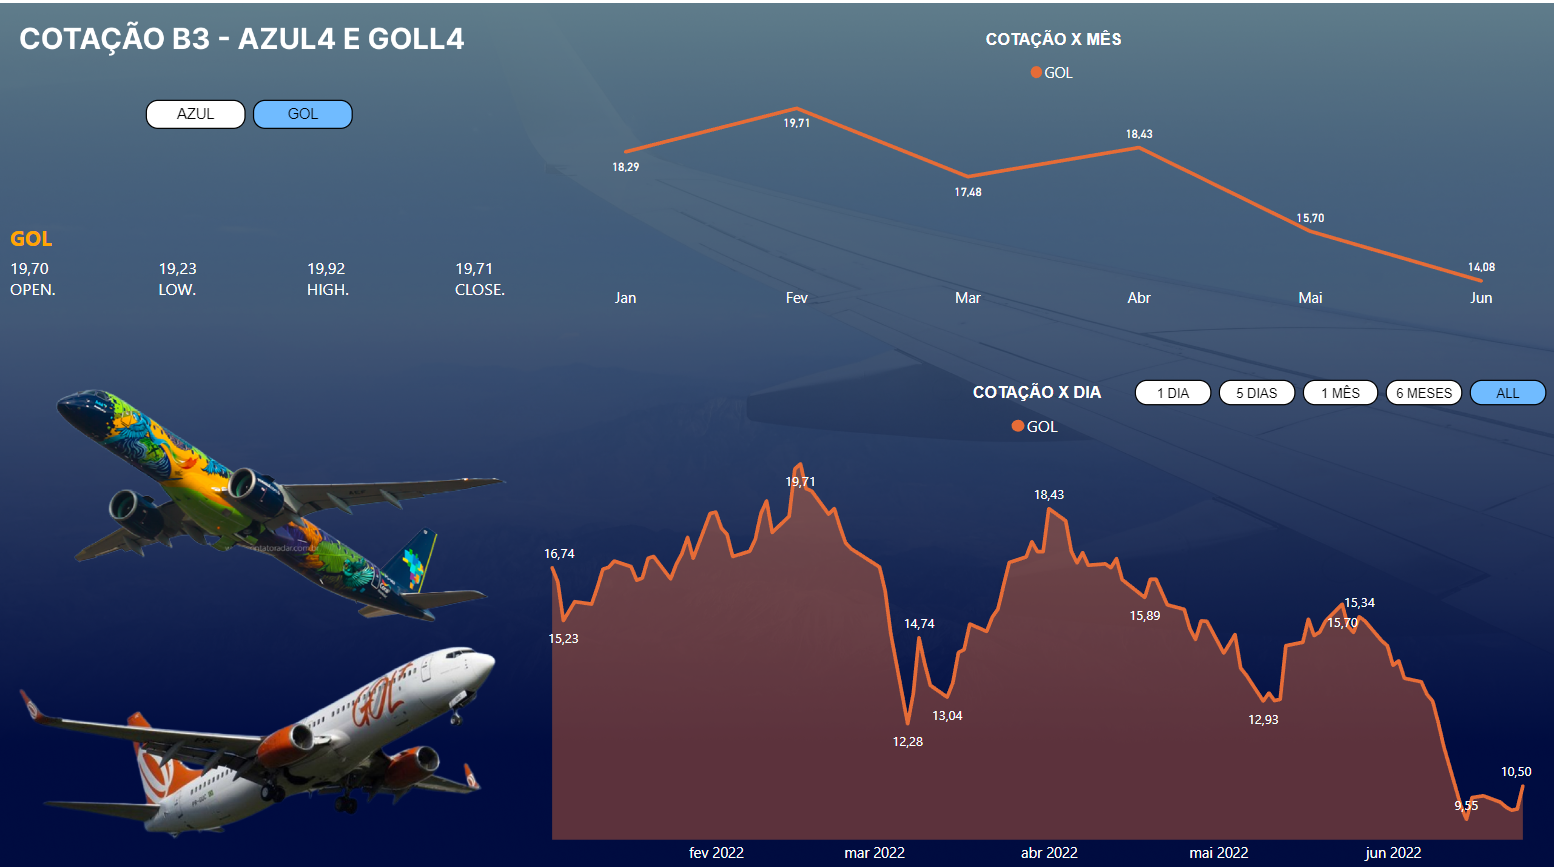 COTAÇÃO B3 - AZUL4 E GOLL4
AZUL GOL
GOL
19,70 19,23 19,92 19,71
OPEN. LOW. HIGH. CLOSE.
COTAÇÃO X MÊS
GOL
18,29 19,71 17,48 18,43 15,70 14,08
Jan Fev Mar Abr Mai Jun
COTAÇÃO X DIA 1 DIA 5 DIAS 1 MÊS 6 MESES ALL
GOL
16,74 15,23 19,71 12,28 14,74 13,04 18,43 15,89 12,93 15,70 15,34 9,55 10,50
fev 2022 mar 2022 abr 2022 mai 2022 jun 2022
GOL